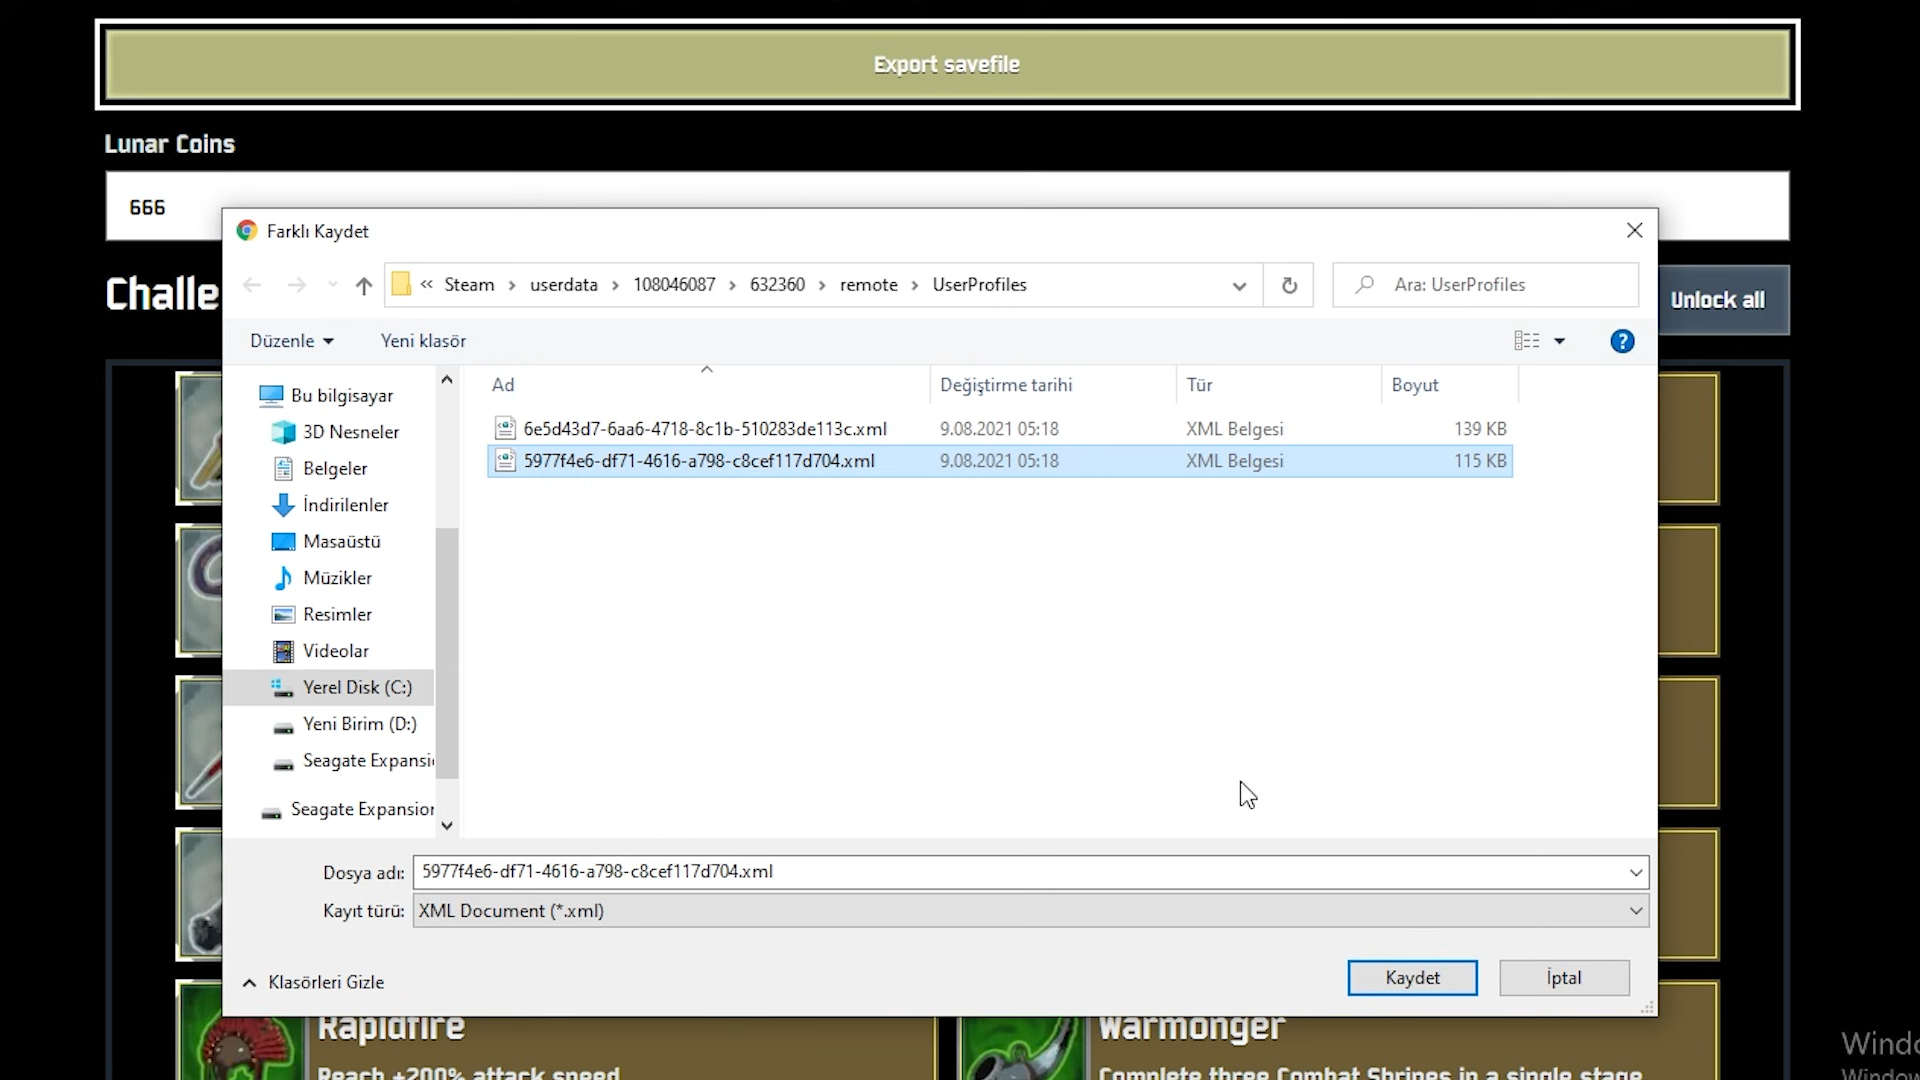 Export savefile
Lunar Coins
666
Farklı Kaydet
« Steam › userdata › 108046087 › 632360 › remote › UserProfiles
Ara: UserProfiles
Challe
Unlock all
Düzenle
Yeni klasör
?
Ad
Değiştirme tarihi
Tür
Boyut
6e5d43d7-6aa6-4718-8c1b-510283de113c.xml 9.08.2021 05:18 XML Belgesi 139 KB
5977f4e6-df71-4616-a798-c8cef117d704.xml 9.08.2021 05:18 XML Belgesi 115 KB
Bu bilgisayar
3D Nesneler
Belgeler
İndirilenler
Masaüstü
Müzikler
Resimler
Videolar
Yerel Disk (C:)
Yeni Birim (D:)
Seagate Expansi
Seagate Expansion
Dosya adı: 5977f4e6-df71-4616-a798-c8cef117d704.xml
Kayıt türü: XML Document (*.xml)
Klasörleri Gizle
Kaydet
İptal
Rapidfire
Reach +200% attack speed
Warmonger
Complete three Combat Shrines in a single stage
Windo
Window